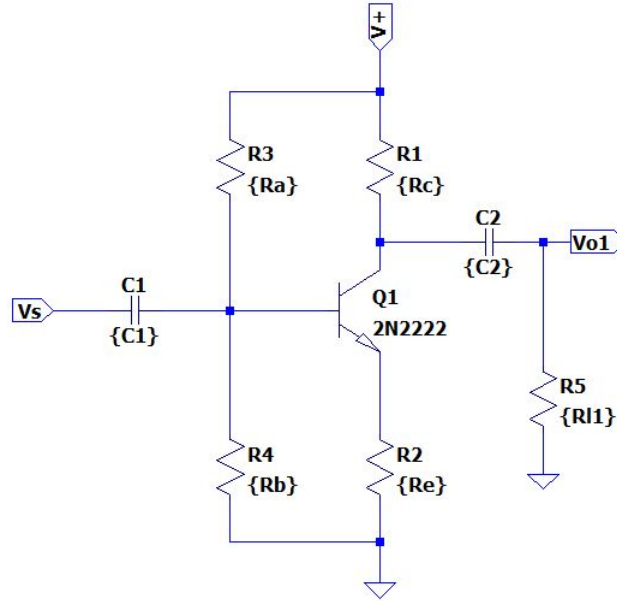 V+
R3
{Ra}
R1
{Rc}
C2
{C2}
Vo1
C1
{C1}
Vs
Q1
2N2222
R5
{Rl1}
R4
{Rb}
R2
{Re}